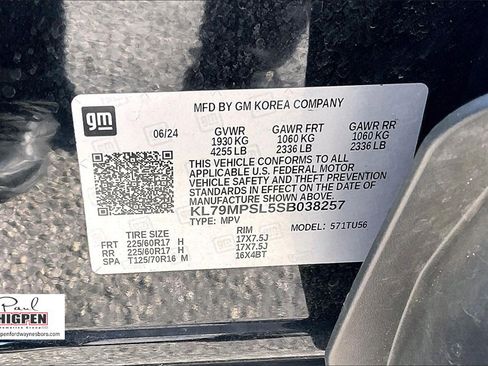 MFD BY GM KOREA COMPANY
gm
06/24 GVWR GAWR FRT GAWR RR
1930 KG 1060 KG 1060 KG
4255 LB 2336 LB 2336 LB
THIS VEHICLE CONFORMS TO ALL
APPLICABLE U.S. FEDERAL MOTOR
VEHICLE SAFETY AND THEFT PREVENTION
STANDARDS IN EFFECT ON THE DATE OF
MANUFACTURE SHOWN ABOVE.
KL79MPSL5SB038257
TYPE: MPV MODEL: 571TU56
TIRE SIZE RIM
FRT 225/60R17 H 17X7.5J
RR 225/60R17 H 17X7.5J
SPA T125/70R16 M 16X4BT
Paul
HIGPEN
penfordwaynesboro.com